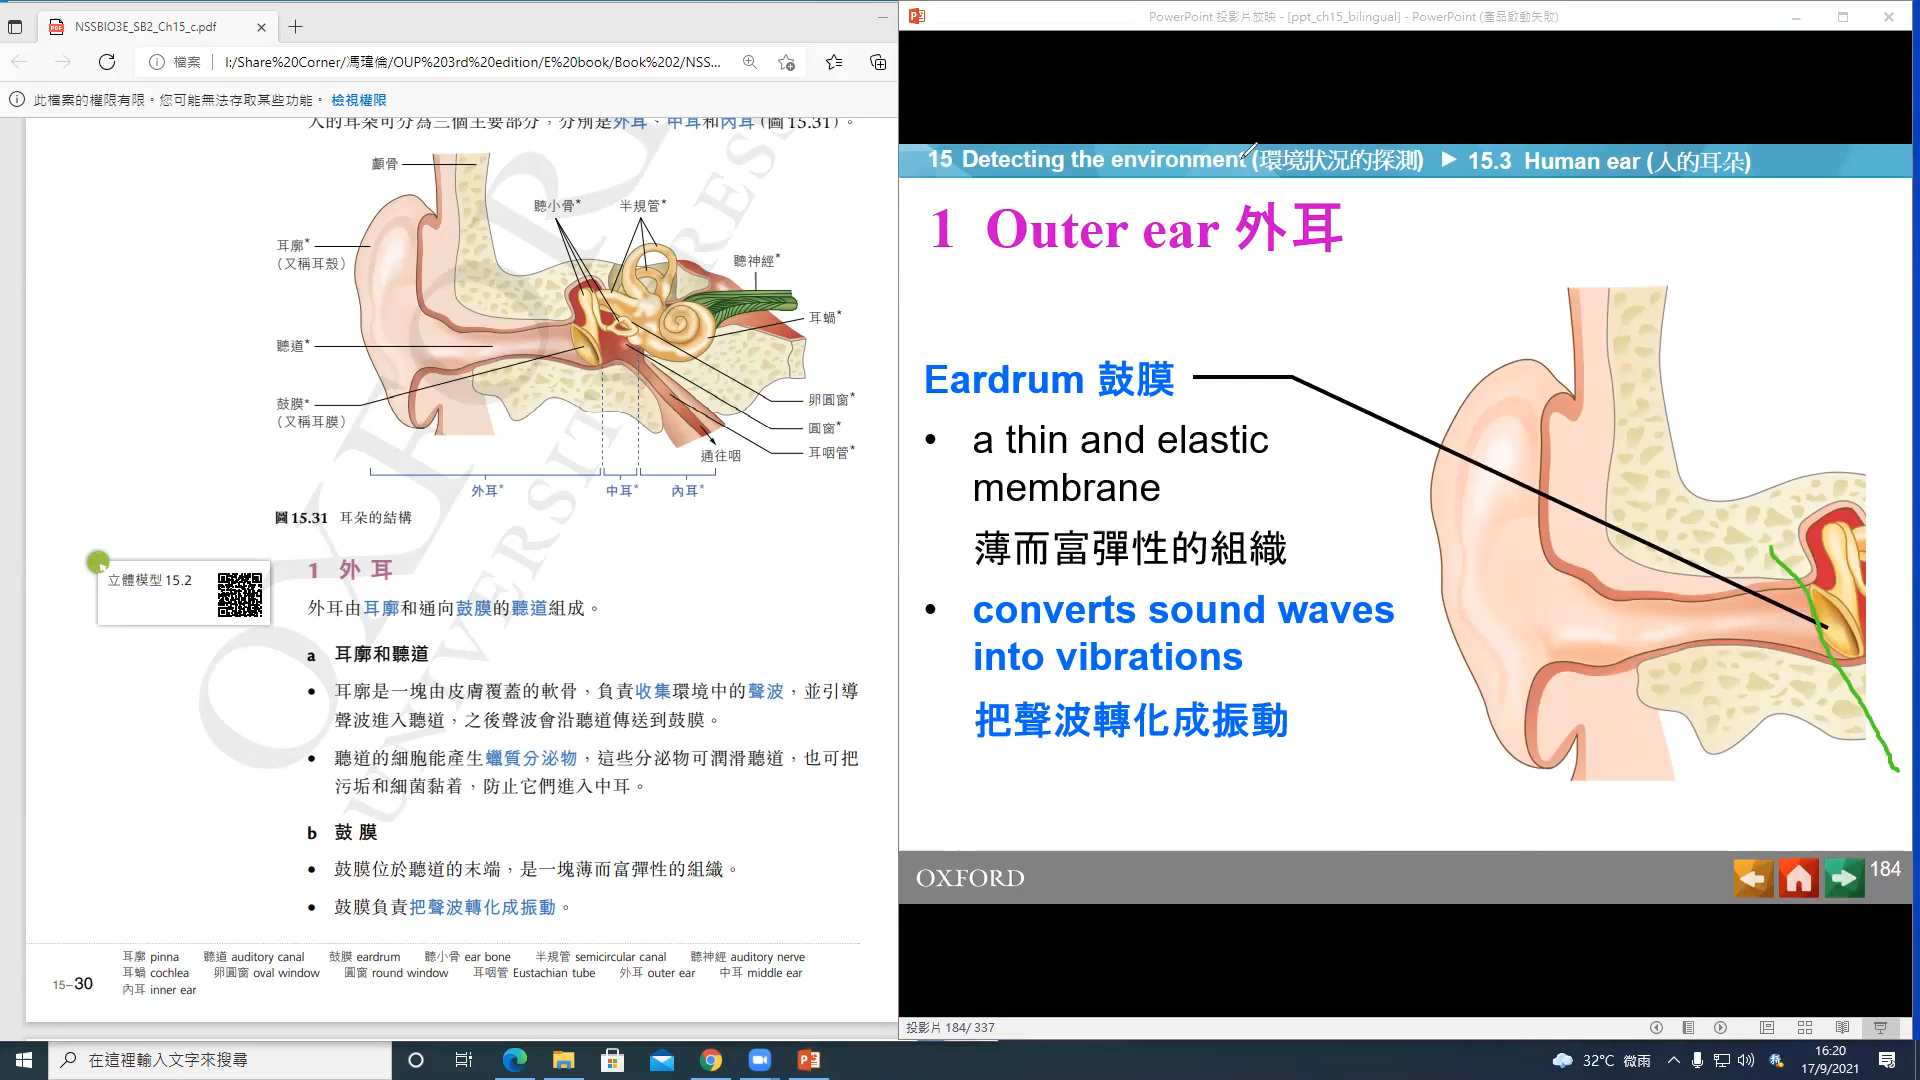 NSSBIO3E_SB2_Ch15_c.pdf
檔案
I:/Share%20Corner/馮瑋倫/OUP%203rd%20edition/E%20book/Book%202/NSS...
此檔案的權限有限。您可能無法存取某些功能。 檢視權限
人的耳朵可分為三個主要部分，分別是外耳、中耳和內耳（圖 15.31）。
顱骨
聽小骨*
半規管*
耳廓*
（又稱耳殼）
聽神經*
耳蝸*
聽道*
鼓膜*
（又稱耳膜）
卵圓窗*
圓窗*
耳咽管*
通往咽
外耳*
中耳*
內耳*
圖 15.31 耳朵的結構
立體模型 15.2
1 外耳
外耳由耳廓和通向鼓膜的聽道組成。
a 耳廓和聽道
• 耳廓是一塊由皮膚覆蓋的軟骨，負責收集環境中的聲波，並引導
聲波進入聽道，之後聲波會沿聽道傳送到鼓膜。
• 聽道的細胞能產生蠟質分泌物，這些分泌物可潤滑聽道，也可把
污垢和細菌黏着，防止它們進入中耳。
b 鼓膜
• 鼓膜位於聽道的末端，是一塊薄而富彈性的組織。
• 鼓膜負責把聲波轉化成振動。
耳廓 pinna 聽道 auditory canal 鼓膜 eardrum 聽小骨 ear bone 半規管 semicircular canal 聽神經 auditory nerve
耳蝸 cochlea 卵圓窗 oval window 圓窗 round window 耳咽管 Eustachian tube 外耳 outer ear 中耳 middle ear
內耳 inner ear
15–30
OXFORD UNIVERSITY PRESS
PowerPoint 投影片放映 - [ppt_ch15_bilingual] - PowerPoint (產品啟動失敗)
15 Detecting the environment (環境狀況的探測) ► 15.3 Human ear (人的耳朵)
1 Outer ear 外耳
Eardrum 鼓膜
• a thin and elastic
membrane
薄而富彈性的組織
• converts sound waves
into vibrations
把聲波轉化成振動
OXFORD
184
投影片 184/ 337
在這裡輸入文字來搜尋
32°C 微雨
16:20
17/9/2021